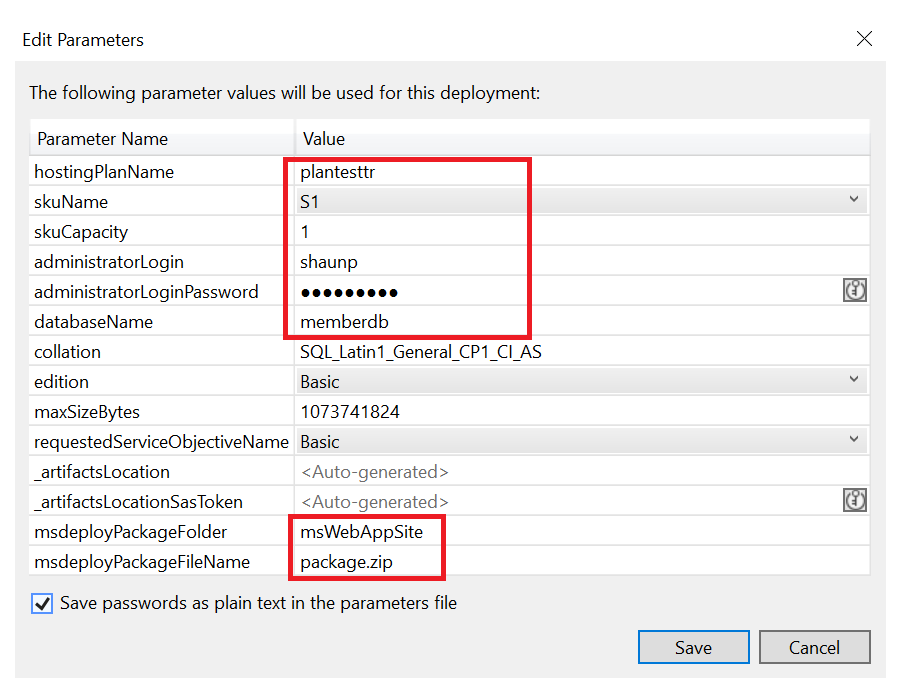 Edit Parameters
The following parameter values will be used for this deployment:
Parameter Name Value
hostingPlanName plantesttr
skuName S1
skuCapacity 1
administratorLogin shaunp
administratorLoginPassword ●●●●●●●●●
databaseName memberdb
collation SQL_Latin1_General_CP1_CI_AS
edition Basic
maxSizeBytes 1073741824
requestedServiceObjectiveName Basic
_artifactsLocation <Auto-generated>
_artifactsLocationSasToken <Auto-generated>
msdeployPackageFolder msWebAppSite
msdeployPackageFileName package.zip
Save passwords as plain text in the parameters file
Save Cancel